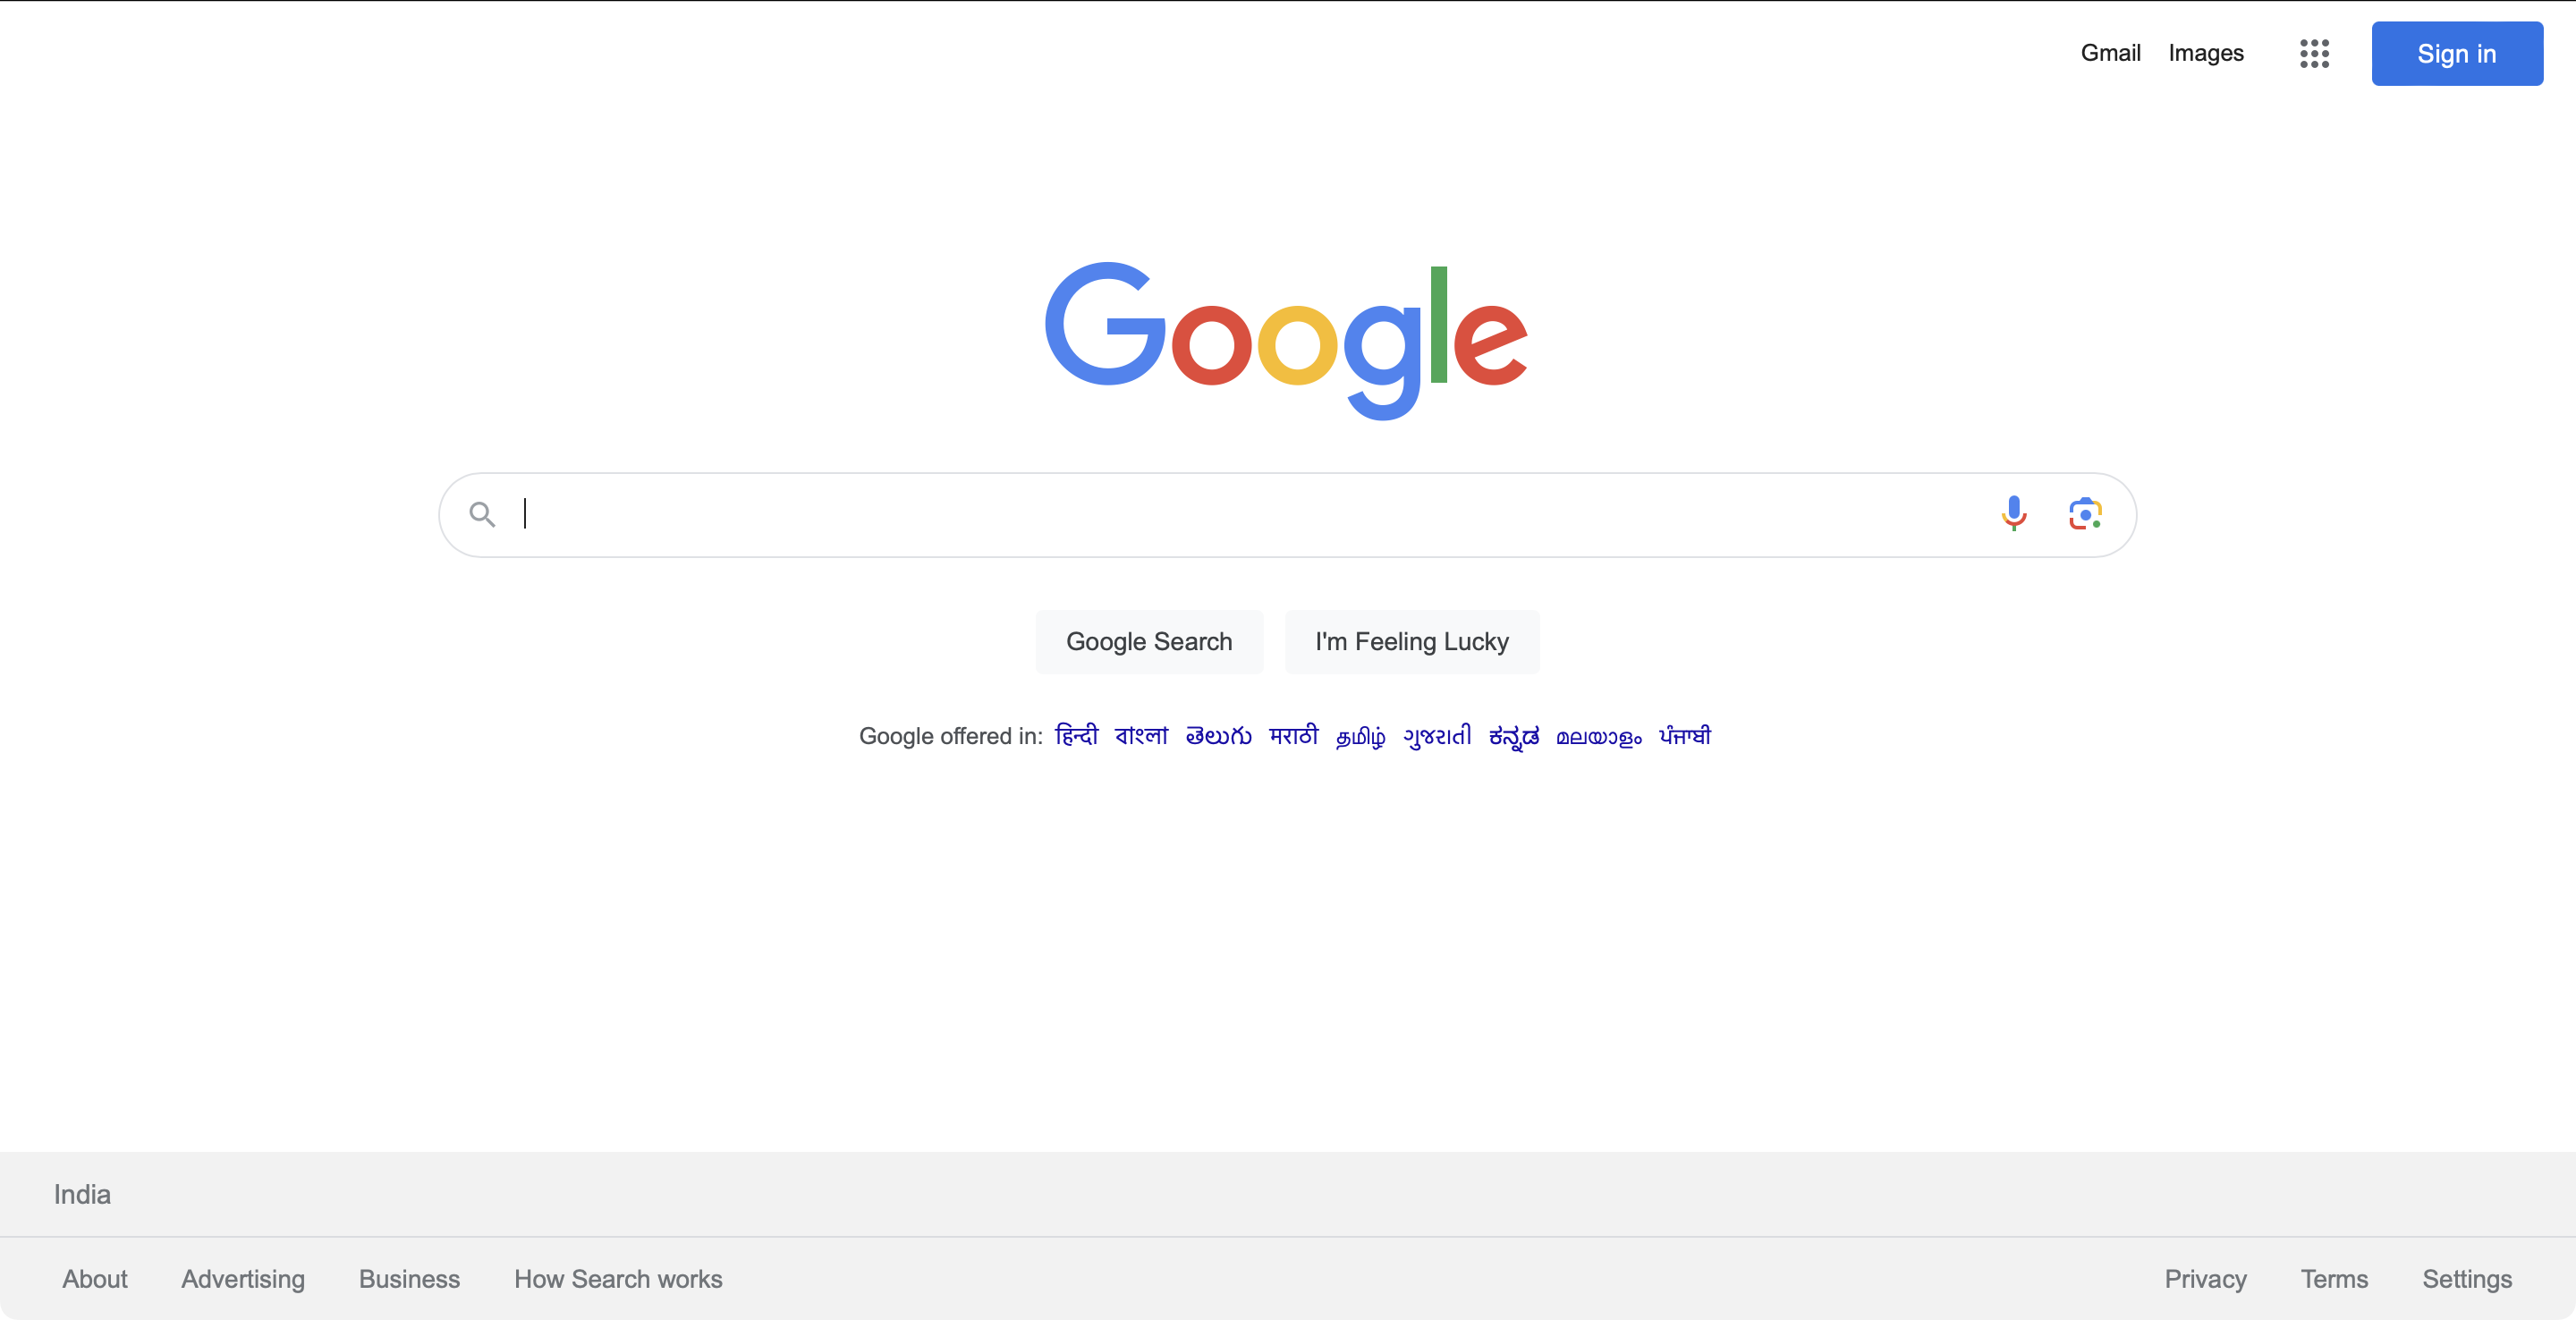 Gmail Images Sign in
Google
Google Search I'm Feeling Lucky
Google offered in: हिन्दी বাংলা తెలుగు मराठी தமிழ் ગુજરાતી ಕನ್ನಡ മലയാളം ਪੰਜਾਬੀ
India
About Advertising Business How Search works Privacy Terms Settings